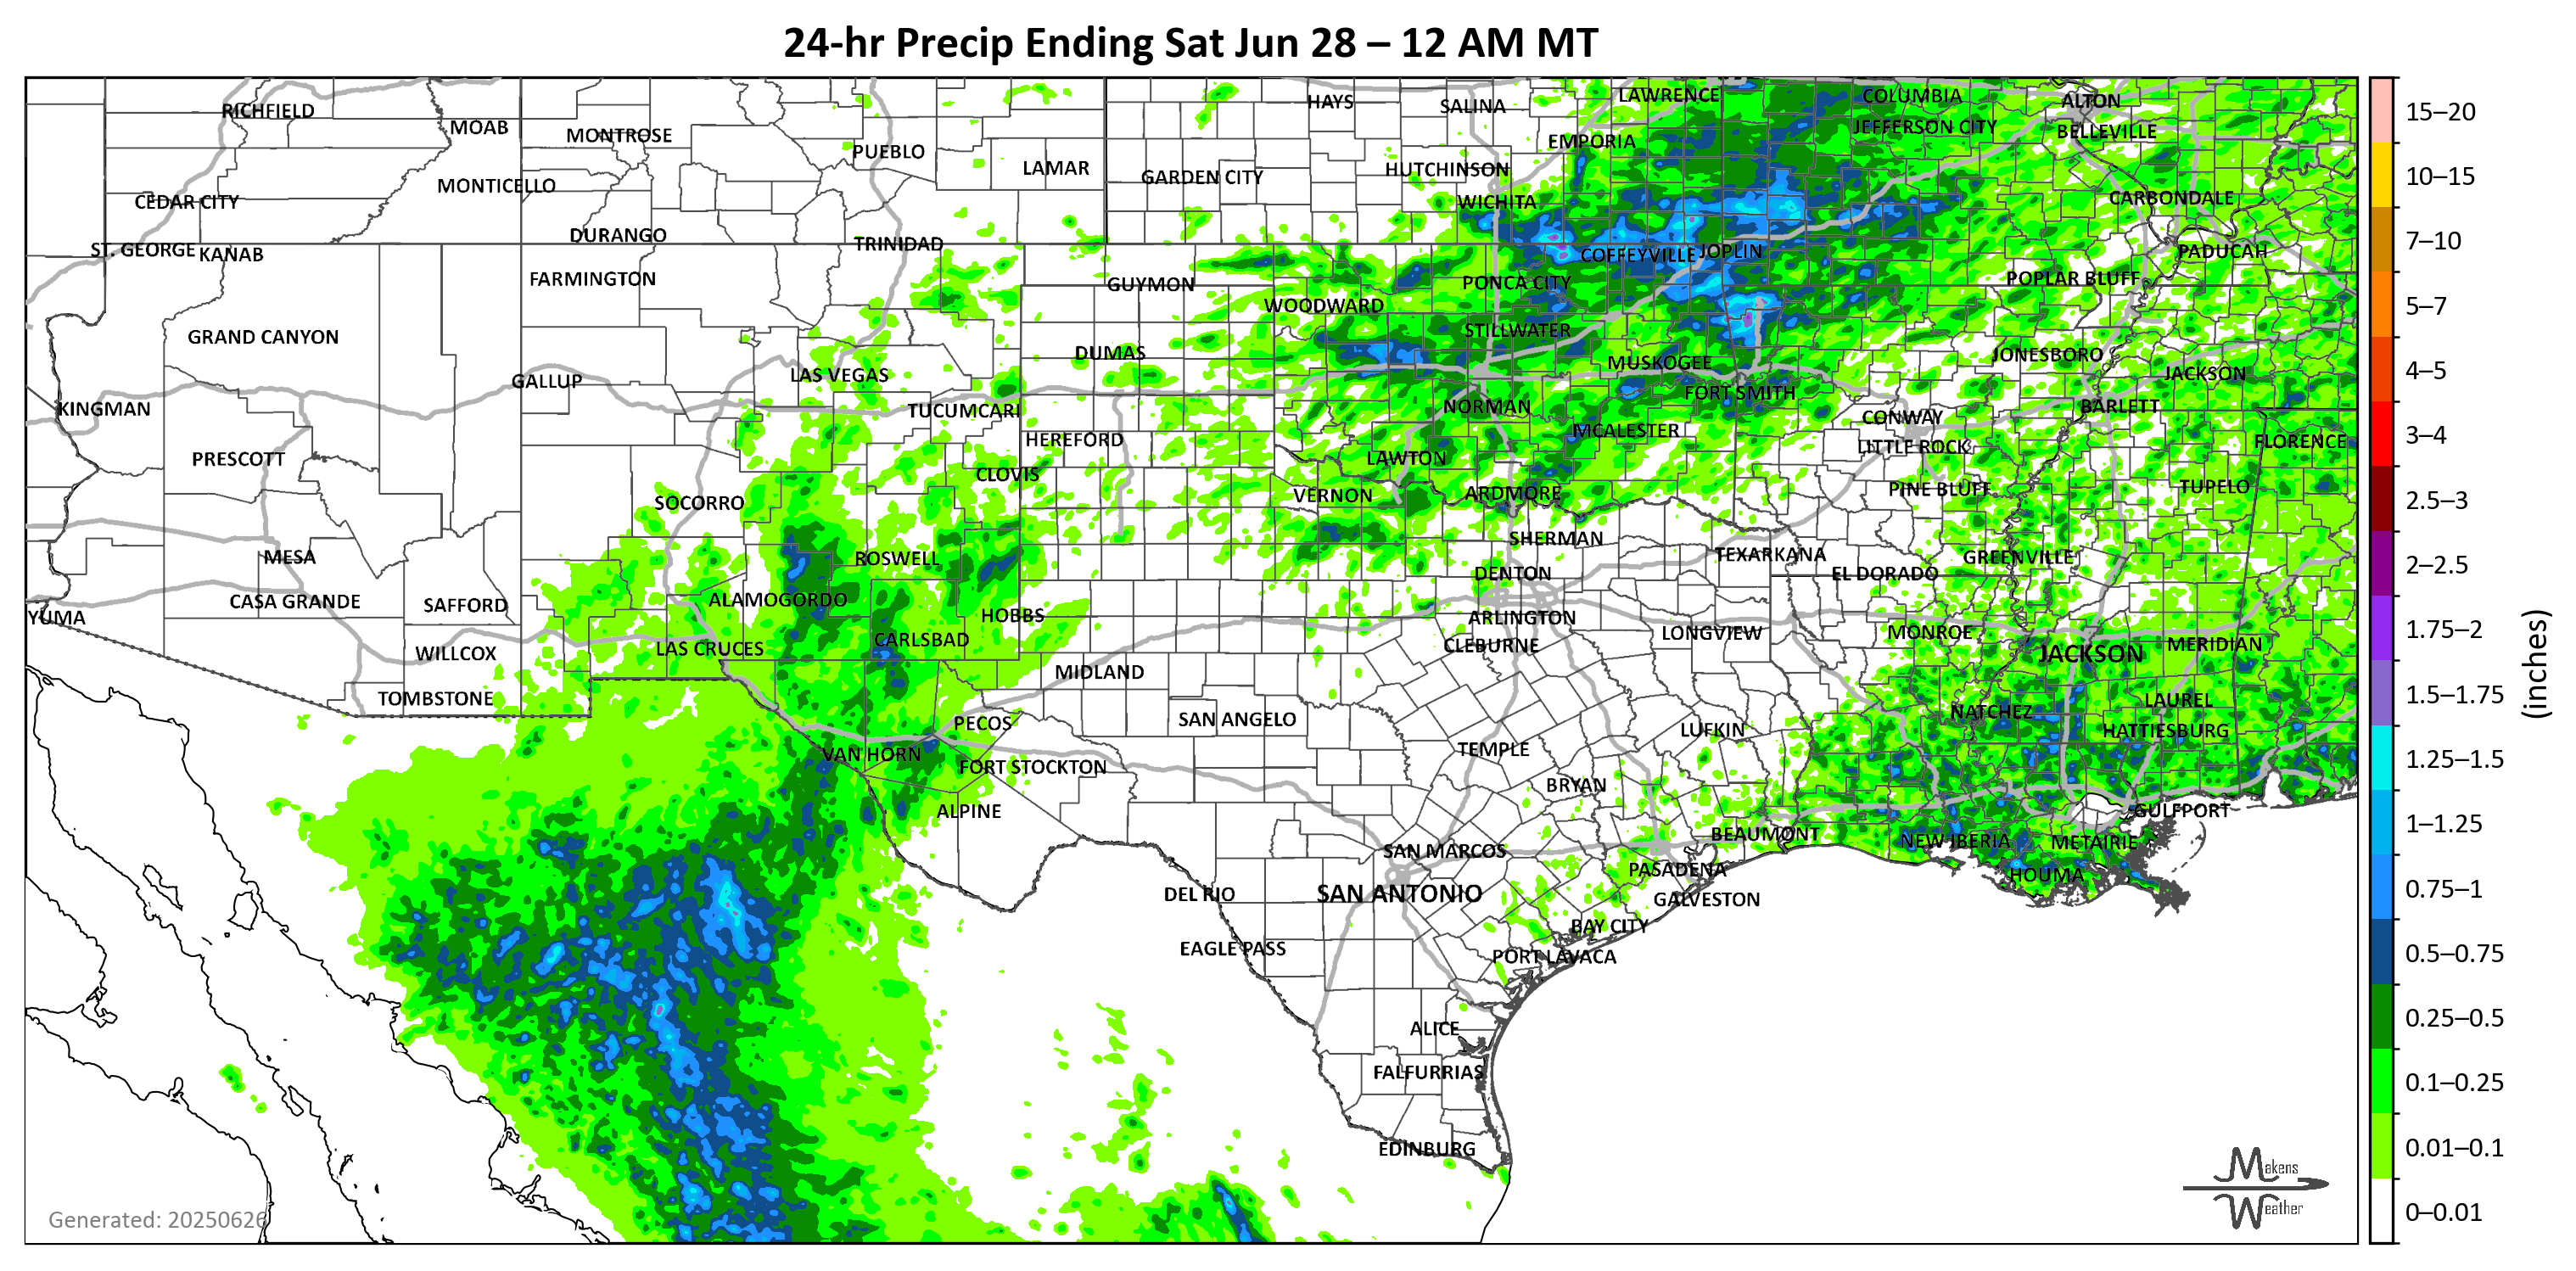 24-hr Precip Ending Sat Jun 28 – 12 AM MT
RICHFIELD
MOAB
MONTROSE
PUEBLO
LAMAR
HAYS
SALINA
LAWRENCE
COLUMBIA
ALTON
EMPORIA
JEFFERSON CITY
BELLEVILLE
CEDAR CITY
MONTICELLO
GARDEN CITY
HUTCHINSON
WICHITA
CARBONDALE
ST. GEORGE
KANAB
DURANGO
TRINIDAD
COFFEYVILLE
JOPLIN
PADUCAH
FARMINGTON
GUYMON
PONCA CITY
POPLAR BLUFF
WOODWARD
GRAND CANYON
STILLWATER
DUMAS
MUSKOGEE
JONESBORO
GALLUP
LAS VEGAS
FORT SMITH
JACKSON
KINGMAN
TUCUMCARI
NORMAN
CONWAY
BARLETT
HEREFORD
MCALESTER
LITTLE ROCK
FLORENCE
PRESCOTT
CLOVIS
LAWTON
SOCORRO
VERNON
ARDMORE
PINE BLUFF
TUPELO
MESA
ROSWELL
SHERMAN
TEXARKANA
GREENVILLE
DENTON
EL DORADO
YUMA
CASA GRANDE
SAFFORD
ALAMOGORDO
HOBBS
ARLINGTON
WILLCOX
LAS CRUCES
CARLSBAD
CLEBURNE
LONGVIEW
MONROE
JACKSON
MERIDIAN
TOMBSTONE
MIDLAND
LAUREL
PECOS
SAN ANGELO
NATCHEZ
VAN HORN
FORT STOCKTON
TEMPLE
LUFKIN
HATTIESBURG
ALPINE
BRYAN
GULFPORT
SAN MARCOS
BEAUMONT
NEW IBERIA
METAIRIE
DEL RIO
SAN ANTONIO
PASADENA
HOUMA
GALVESTON
EAGLE PASS
BAY CITY
PORT LAVACA
ALICE
FALFURRIAS
EDINBURG
Generated: 20250626
Makens
Weather
15–20
10–15
7–10
5–7
4–5
3–4
2.5–3
2–2.5
1.75–2
1.5–1.75
1.25–1.5
1–1.25
0.75–1
0.5–0.75
0.25–0.5
0.1–0.25
0.01–0.1
0–0.01
(inches)